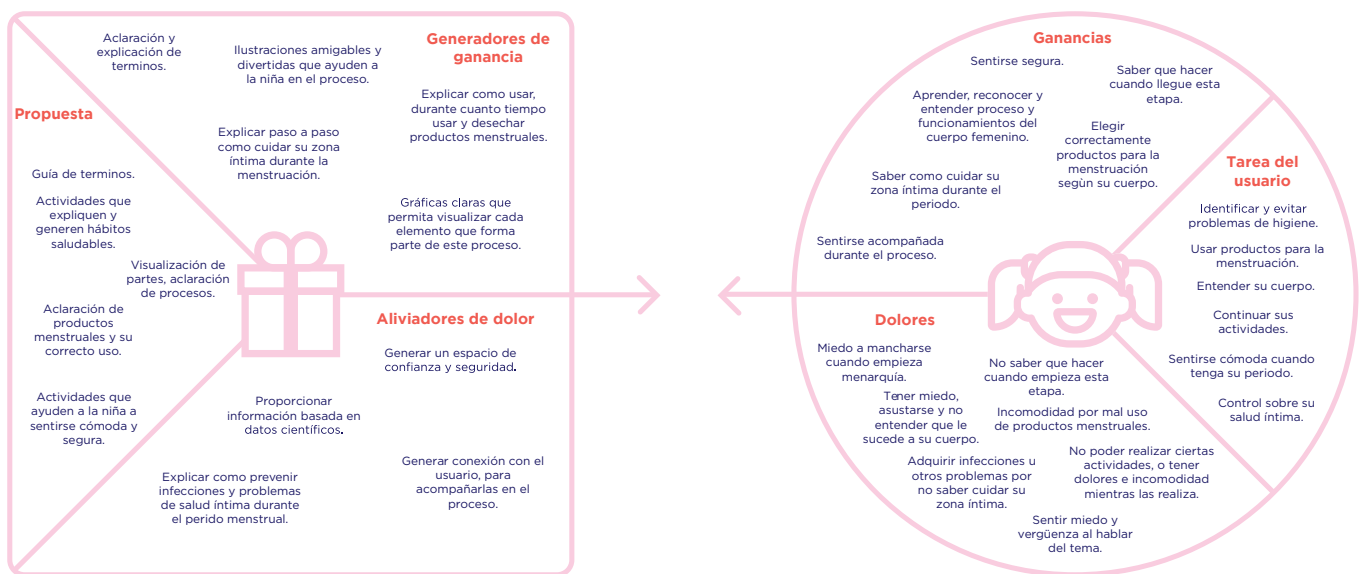 Generadores de
ganancia
Aclaración y
explicación de
terminos.
Ilustraciones amigables y
divertidas que ayuden a
la niña en el proceso.
Explicar como usar,
durante cuanto tiempo
usar y desechar
productos menstruales.
Explicar paso a paso
como cuidar su zona
íntima durante la
menstruación.
Gráficas claras que
permita visualizar cada
elemento que forma
parte de este proceso.
Propuesta
Guía de terminos.
Actividades que
expliquen y
generen hábitos
saludables.
Visualización de
partes, aclaración
de procesos.
Aclaración de
productos
menstruales y su
correcto uso.
Actividades que
ayuden a la niña a
sentirse cómoda y
segura.
Aliviadores de dolor
Generar un espacio de
confianza y seguridad.
Proporcionar
información basada en
datos científicos.
Generar conexión con el
usuario, para
acompañarlas en el
proceso.
Explicar como prevenir
infecciones y problemas
de salud íntima durante
el perido menstrual.
Ganancias
Sentirse segura.
Saber que hacer
cuando llegue esta
etapa.
Aprender, reconocer y
entender proceso y
funcionamientos del
cuerpo femenino.
Elegir
correctamente
productos para la
menstruación
segùn su cuerpo.
Saber como cuidar su
zona íntima durante el
periodo.
Sentirse acompañada
durante el proceso.
Tarea del
usuario
Identificar y evitar
problemas de higiene.
Usar productos para la
menstruación.
Entender su cuerpo.
Continuar sus
actividades.
Sentirse cómoda cuando
tenga su periodo.
Control sobre su
salud íntima.
Dolores
Miedo a mancharse
cuando empieza
menarquía.
No saber que hacer
cuando empieza esta
etapa.
Tener miedo,
asustarse y no
entender que le
sucede a su cuerpo.
Incomodidad por mal uso
de productos menstruales.
Adquirir infecciones u
otros problemas por
no saber cuidar su
zona íntima.
No poder realizar ciertas
actividades, o tener
dolores e incomodidad
mientras las realiza.
Sentir miedo y
vergüenza al hablar
del tema.